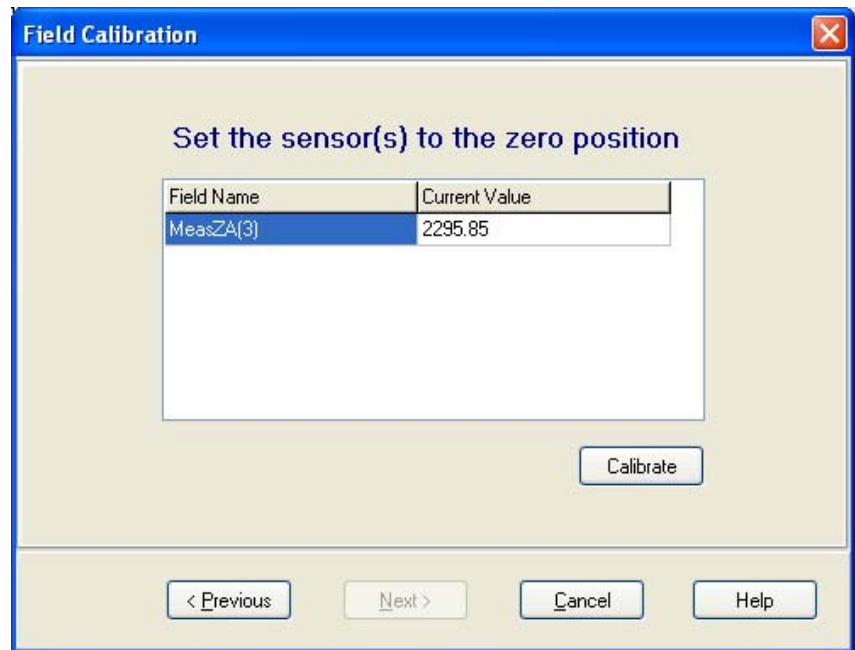 Field Calibration
Set the sensor(s) to the zero position
Field Name Current Value
MeasZA(3) 2295.85
Calibrate
< Previous Next > Cancel Help